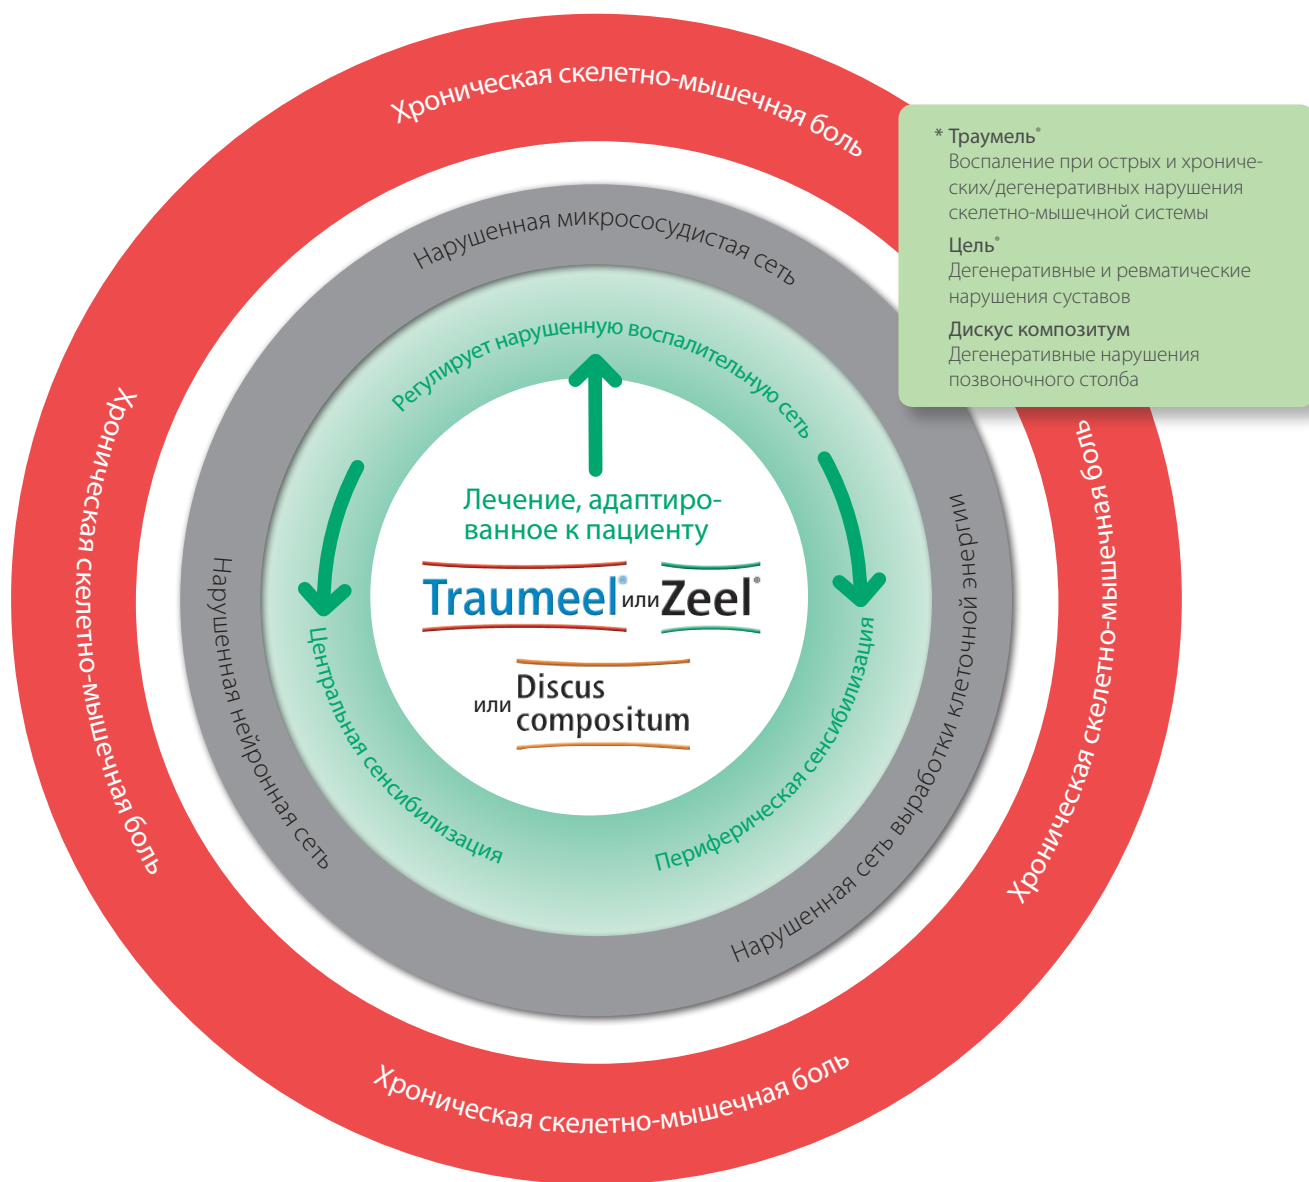 Хроническая скелетно-мышечная боль
* Траумель®
Воспаление при острых и хрониче-
ских/дегенеративных нарушения
скелетно-мышечной системы
Цель®
Дегенеративные и ревматические
нарушения суставов
Дискус композитум
Дегенеративные нарушения
позвоночного столба
Нарушенная микрососудистая сеть
Регулирует нарушенную воспалительную сеть
Хроническая скелетно-мышечная боль
Хроническая скелетно-мышечная боль
Нарушенная нейронная сеть
Нарушенная сеть выработки клеточной энергии
Лечение, адаптиро-
ванное к пациенту
Traumeel® или Zeel®
или Discus
compositum
Центральная сенсибилизация
Периферическая сенсибилизация
Хроническая скелетно-мышечная боль